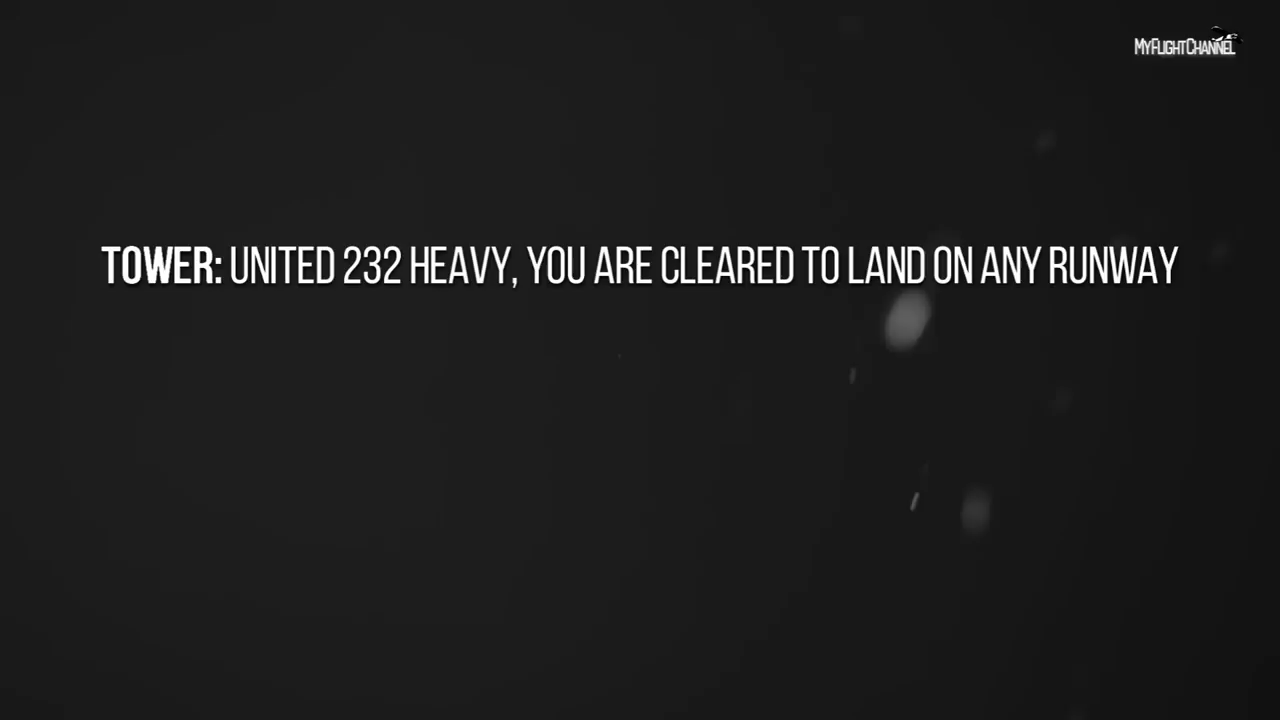 MYFLIGHTCHANNEL
TOWER: UNITED 232 HEAVY, YOU ARE CLEARED TO LAND ON ANY RUNWAY